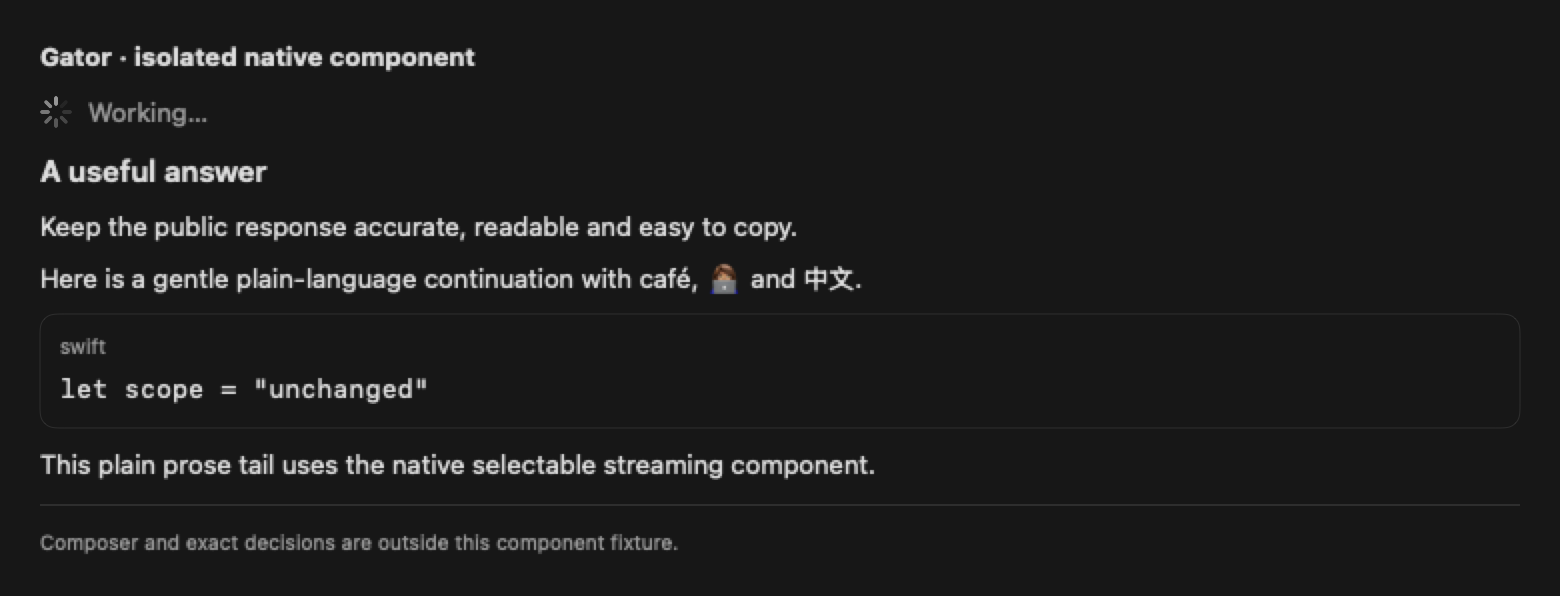 Gator · isolated native component
Working...
A useful answer
Keep the public response accurate, readable and easy to copy.
Here is a gentle plain-language continuation with café, 👩🏽‍💻 and 中文.
swift
let scope = "unchanged"
This plain prose tail uses the native selectable streaming component.
Composer and exact decisions are outside this component fixture.